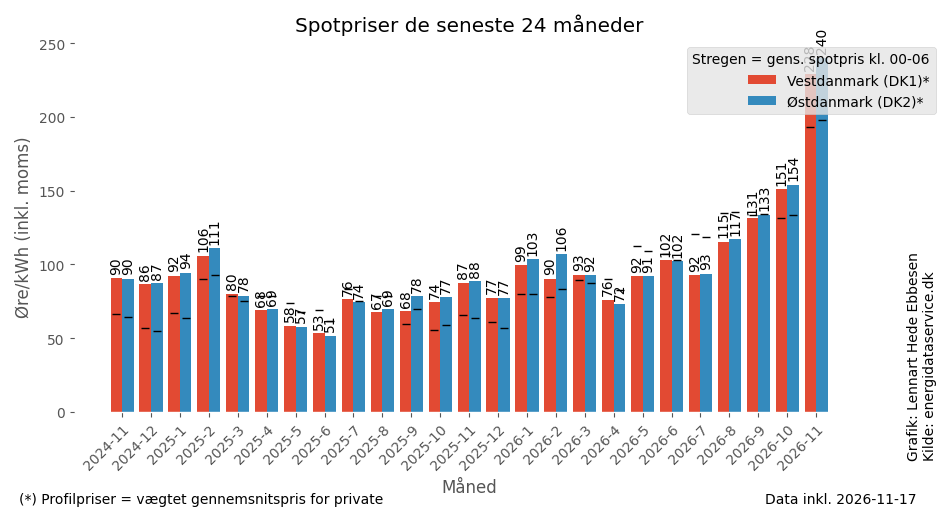 Spotpriser de seneste 24 måneder
Stregen = gens. spotpris kl. 00-06
Vestdanmark (DK1)*
Østdanmark (DK2)*
Øre/kWh (inkl. moms)
250
200
150
100
50
0
90 90 86 87 92 94 106 111 80 78 68 69 58 57 53 51 76 74 67 69 68 78 74 77 87 88 77 77 99 103 90 106 93 92 76 72 92 91 102 102 92 93 115 117 131 133 151 154 228 240
2024-11 2024-12 2025-1 2025-2 2025-3 2025-4 2025-5 2025-6 2025-7 2025-8 2025-9 2025-10 2025-11 2025-12 2026-1 2026-2 2026-3 2026-4 2026-5 2026-6 2026-7 2026-8 2026-9 2026-10 2026-11
Måned
(*) Profilpriser = vægtet gennemsnitspris for private
Data inkl. 2026-11-17
Grafik: Lennart Hede Ebbesen
Kilde: energidataservice.dk